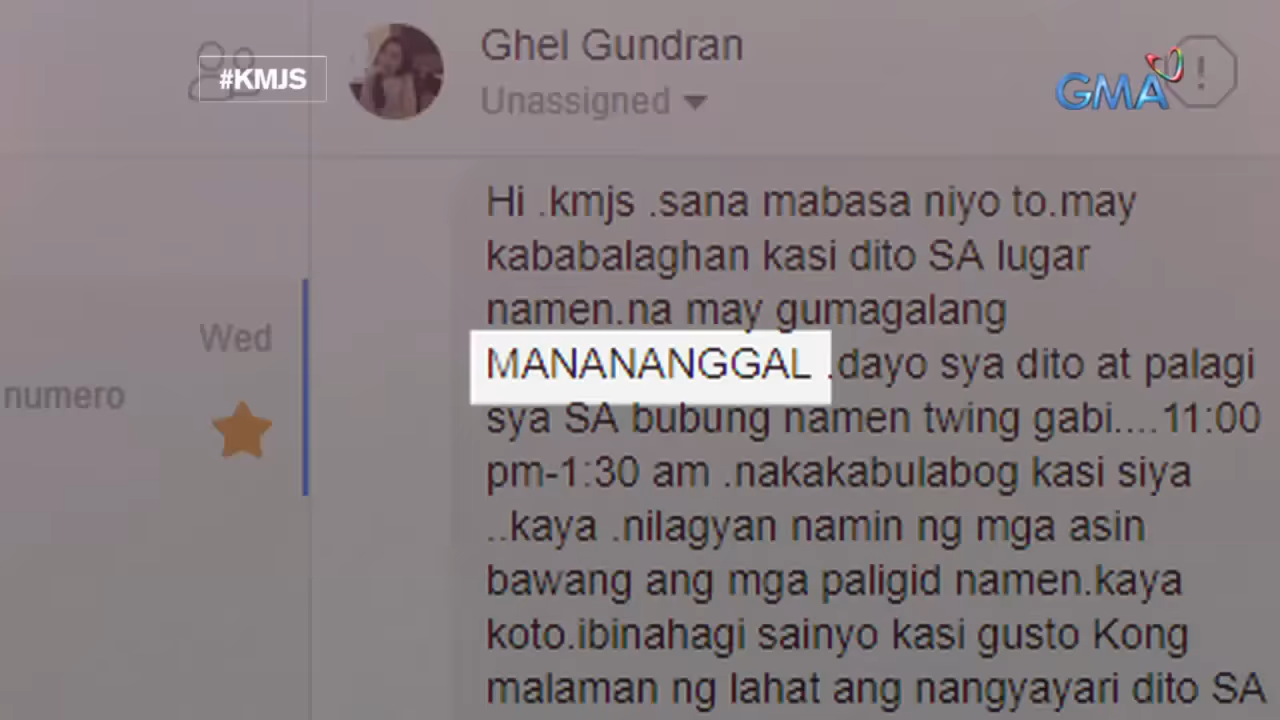 #KMJS
Ghel Gundran
GMA
Unassigned
Hi .kmjs .sana mabasa niyo to.may
kababalaghan kasi dito SA lugar
namen.na may gumagalang
MANANANGGAL .dayo sya dito at palagi
sya SA bubung namen twing gabi....11:00
pm-1:30 am .nakakabulabog kasi siya
..kaya .nilagyan namin ng mga asin
bawang ang mga paligid namen.kaya
koto.ibinahagi sainyo kasi gusto Kong
malaman ng lahat ang nangyayari dito SA
Wed
numero